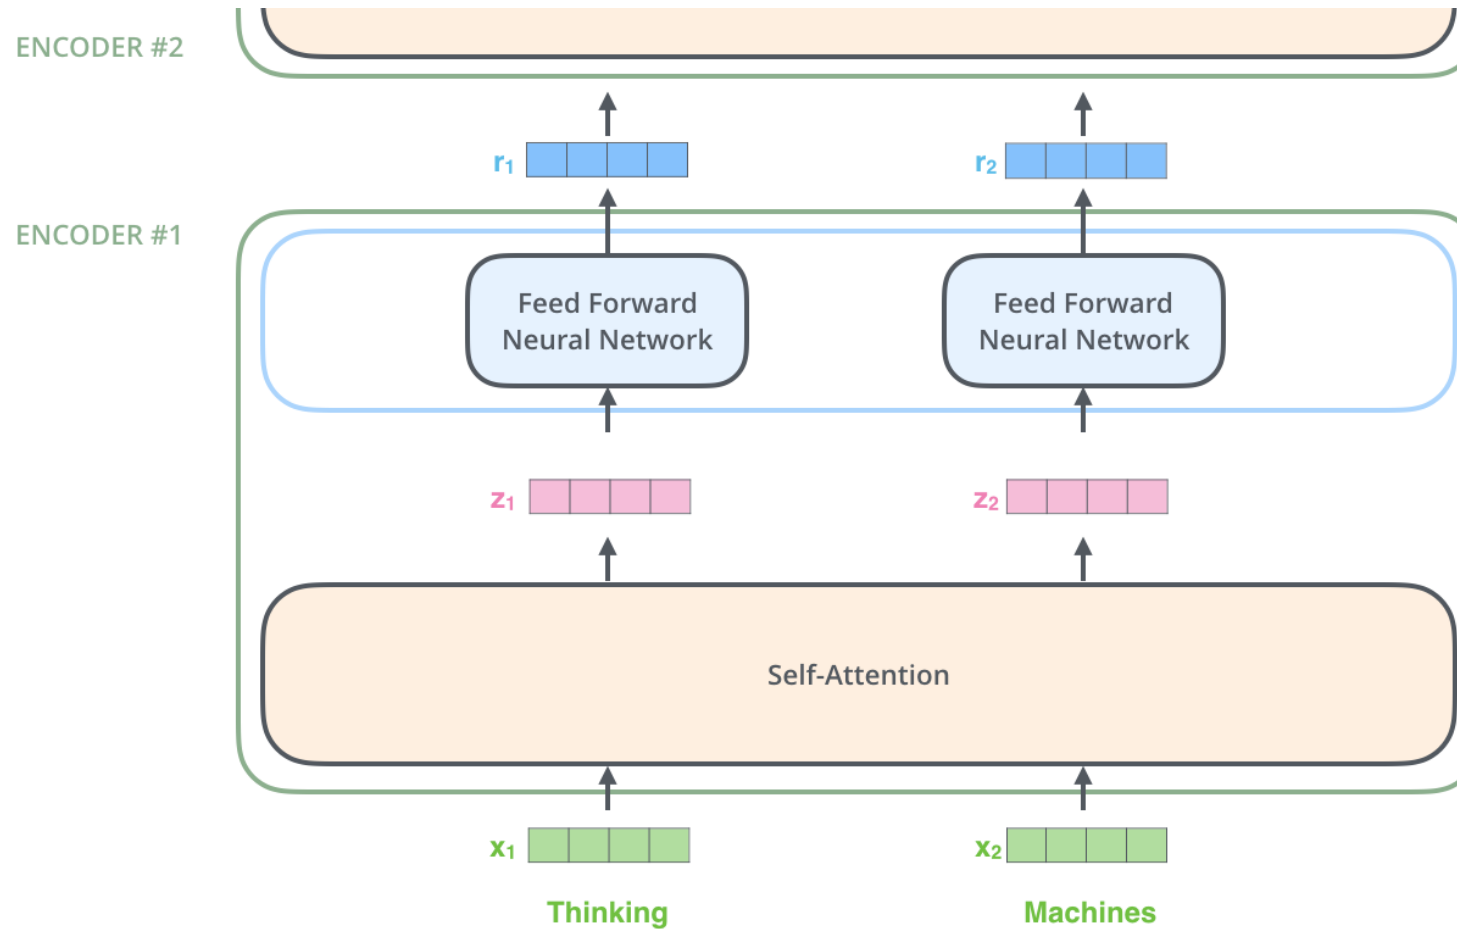 ENCODER #2
r₁
r₂
ENCODER #1
Feed Forward
Neural Network
Feed Forward
Neural Network
z₁
z₂
Self-Attention
x₁
x₂
Thinking
Machines